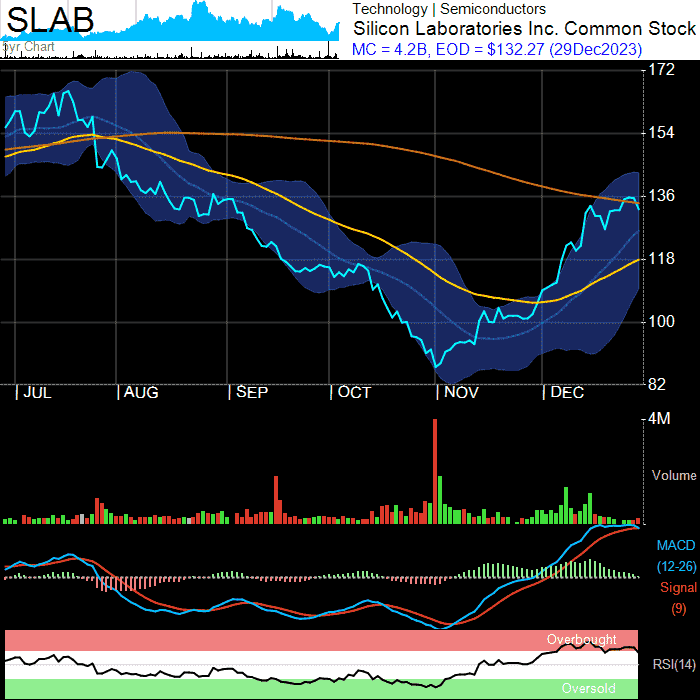 SLAB
5yr Chart
Technology | Semiconductors
Silicon Laboratories Inc. Common Stock
MC = 4.2B, EOD = $132.27 (29Dec2023)
172
154
136
118
100
82
| JUL | AUG | SEP | OCT | NOV | DEC
4M
Volume
MACD
(12-26)
Signal
(9)
Overbought
RSI(14)
Oversold